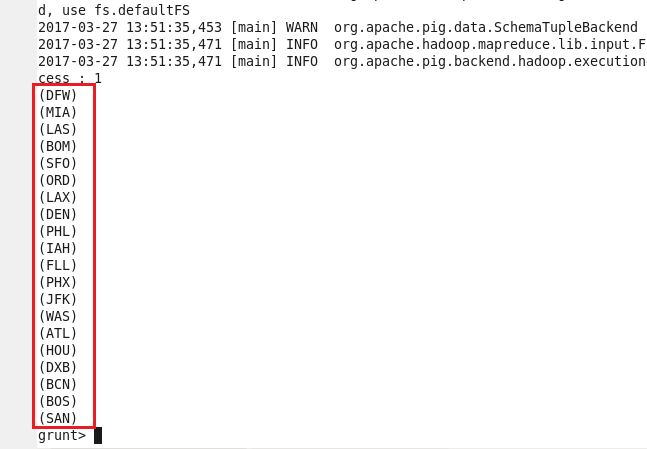 d, use fs.defaultFS
2017-03-27 13:51:35,453 [main] WARN  org.apache.pig.data.SchemaTupleBackend
2017-03-27 13:51:35,471 [main] INFO  org.apache.hadoop.mapreduce.lib.input.F
2017-03-27 13:51:35,471 [main] INFO  org.apache.pig.backend.hadoop.execution
cess : 1
(DFW)
(MIA)
(LAS)
(BOM)
(SFO)
(ORD)
(LAX)
(DEN)
(PHL)
(IAH)
(FLL)
(PHX)
(JFK)
(WAS)
(ATL)
(HOU)
(DXB)
(BCN)
(BOS)
(SAN)
grunt>